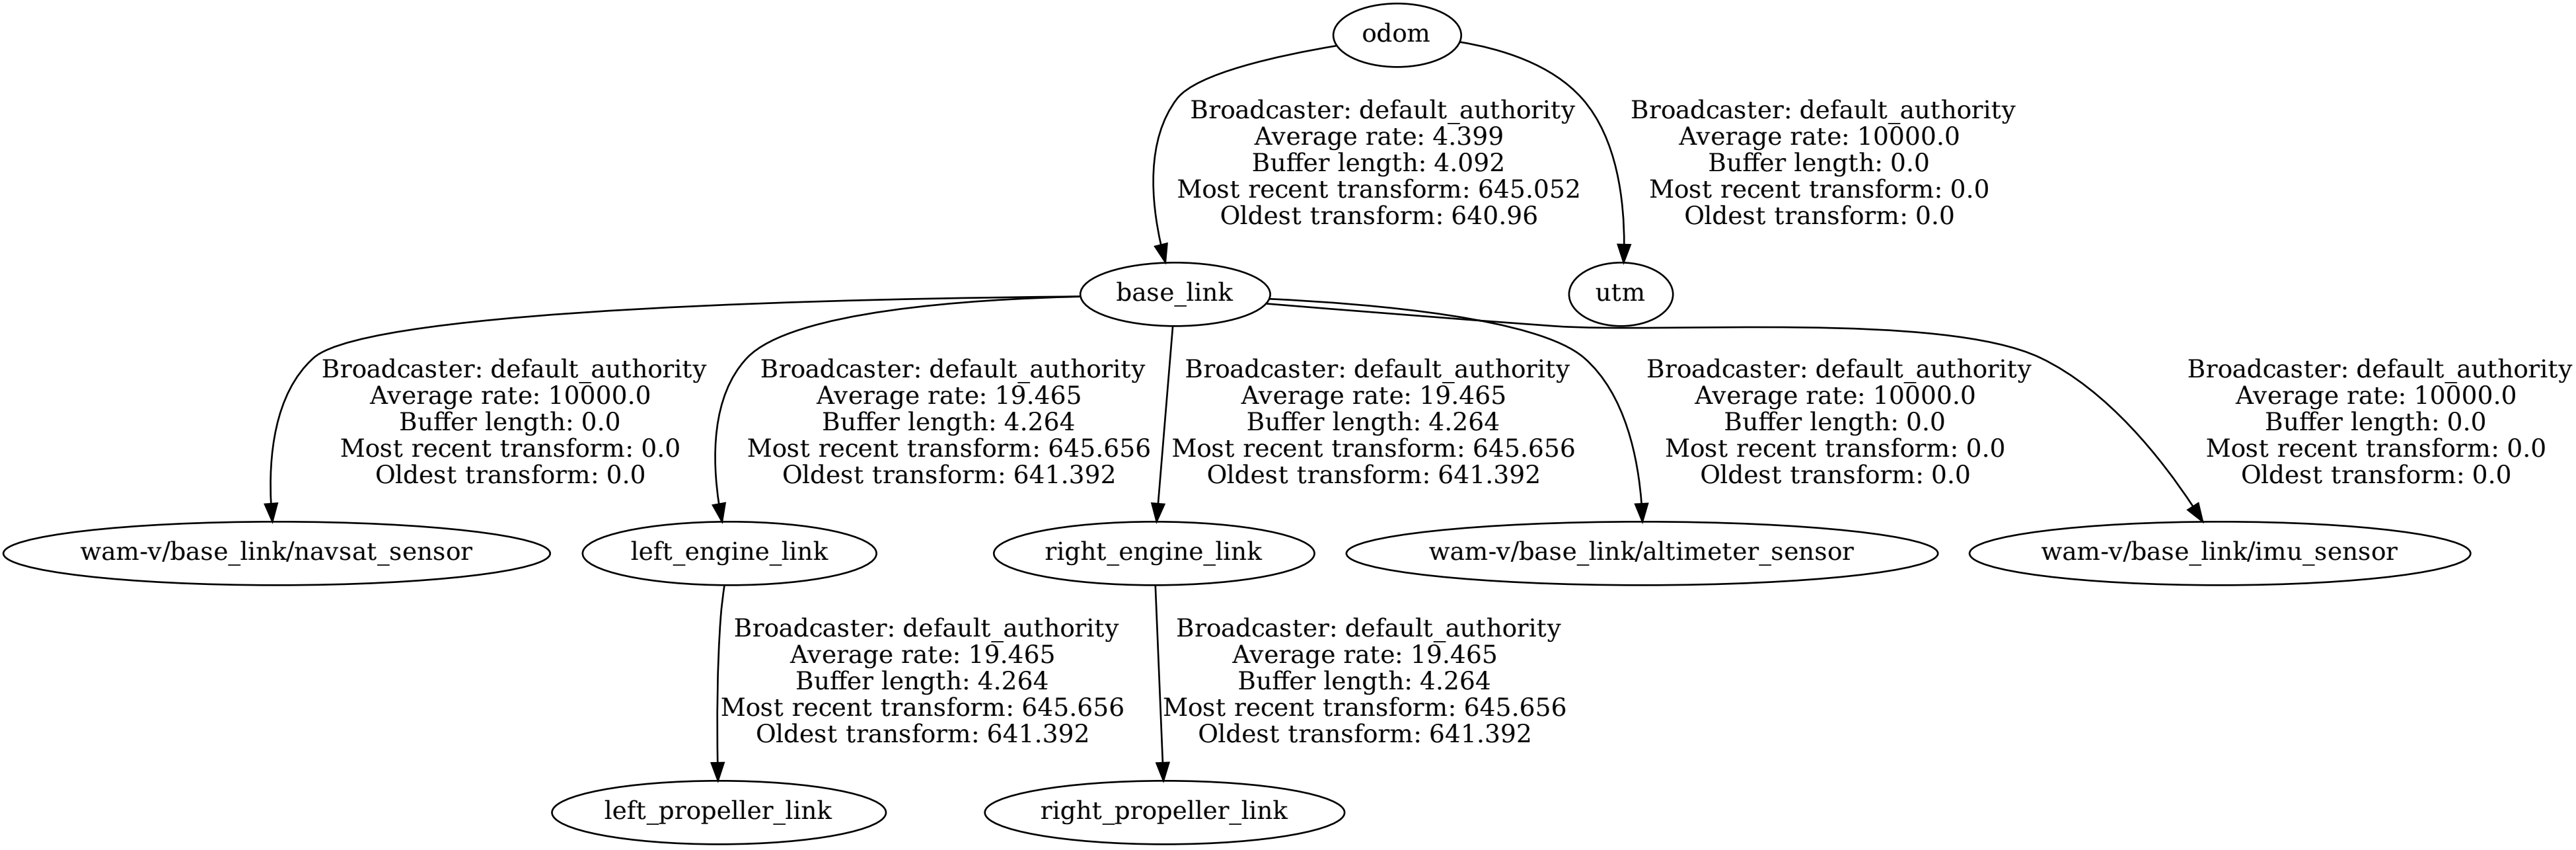 odom
Broadcaster: default_authority
Average rate: 4.399
Buffer length: 4.092
Most recent transform: 645.052
Oldest transform: 640.96
Broadcaster: default_authority
Average rate: 10000.0
Buffer length: 0.0
Most recent transform: 0.0
Oldest transform: 0.0
base_link
utm
Broadcaster: default_authority
Average rate: 10000.0
Buffer length: 0.0
Most recent transform: 0.0
Oldest transform: 0.0
Broadcaster: default_authority
Average rate: 19.465
Buffer length: 4.264
Most recent transform: 645.656
Oldest transform: 641.392
Broadcaster: default_authority
Average rate: 19.465
Buffer length: 4.264
Most recent transform: 645.656
Oldest transform: 641.392
Broadcaster: default_authority
Average rate: 10000.0
Buffer length: 0.0
Most recent transform: 0.0
Oldest transform: 0.0
Broadcaster: default_authority
Average rate: 10000.0
Buffer length: 0.0
Most recent transform: 0.0
Oldest transform: 0.0
wam-v/base_link/navsat_sensor
left_engine_link
right_engine_link
wam-v/base_link/altimeter_sensor
wam-v/base_link/imu_sensor
Broadcaster: default_authority
Average rate: 19.465
Buffer length: 4.264
Most recent transform: 645.656
Oldest transform: 641.392
Broadcaster: default_authority
Average rate: 19.465
Buffer length: 4.264
Most recent transform: 645.656
Oldest transform: 641.392
left_propeller_link
right_propeller_link